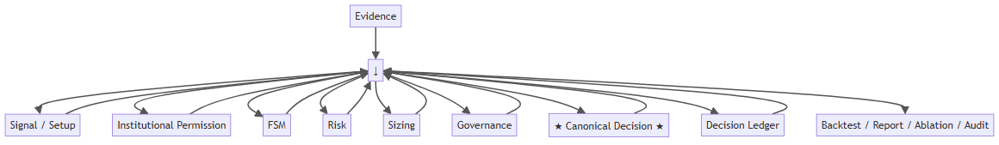 Evidence
↓
Signal / Setup
Institutional Permission
FSM
Risk
Sizing
Governance
★ Canonical Decision ★
Decision Ledger
Backtest / Report / Ablation / Audit